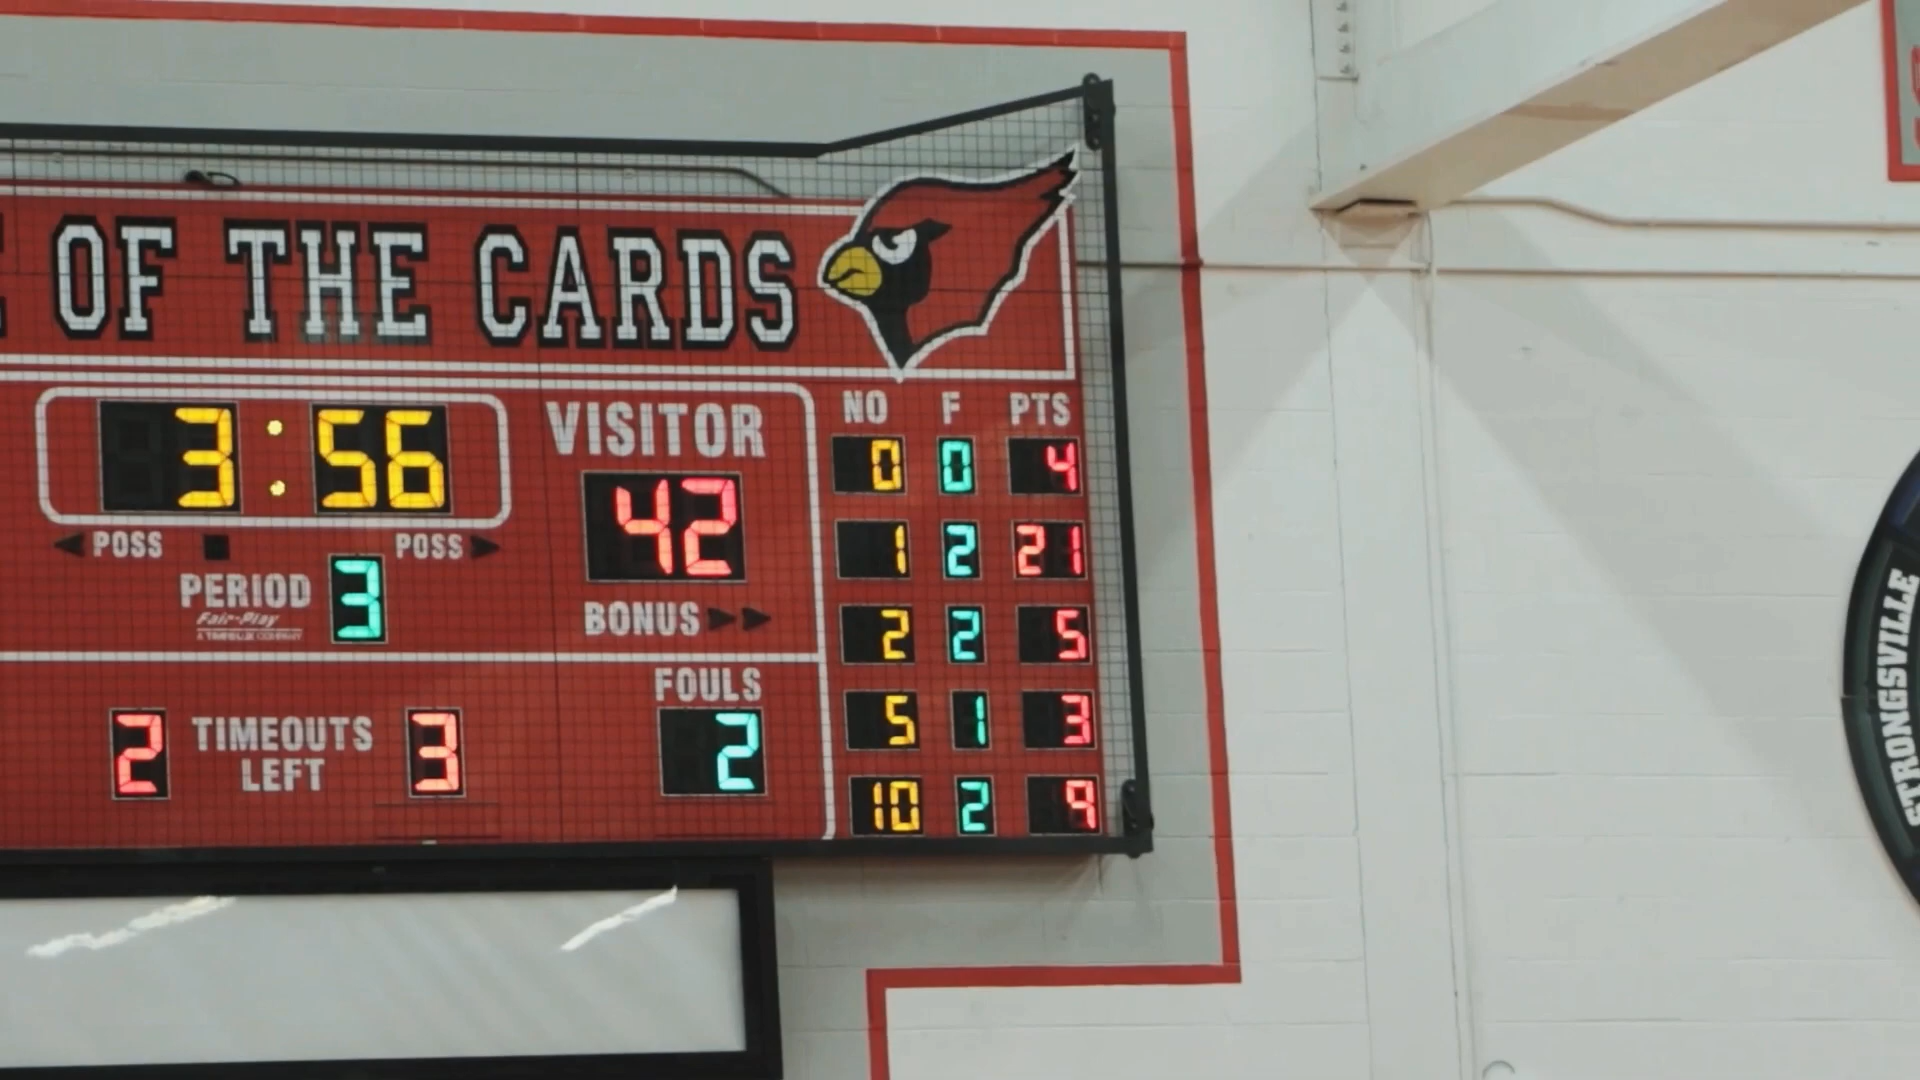 OF THE CARDS
3:56
VISITOR
42
POSS
POSS
PERIOD
3
Fair-Play
BONUS
FOULS
2
2
TIMEOUTS
LEFT
3
NO F PTS
0 0 4
1 2 21
2 2 5
5 1 3
10 2 9
STRONGSVILLE